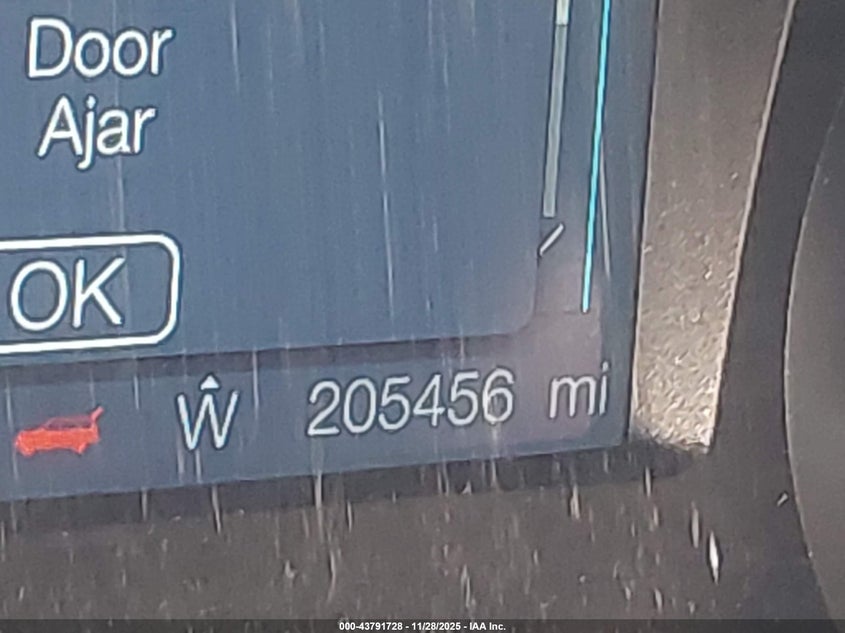 Door
Ajar
OK
W 205456 mi
000-43791728 - 11/28/2025 - IAA Inc.